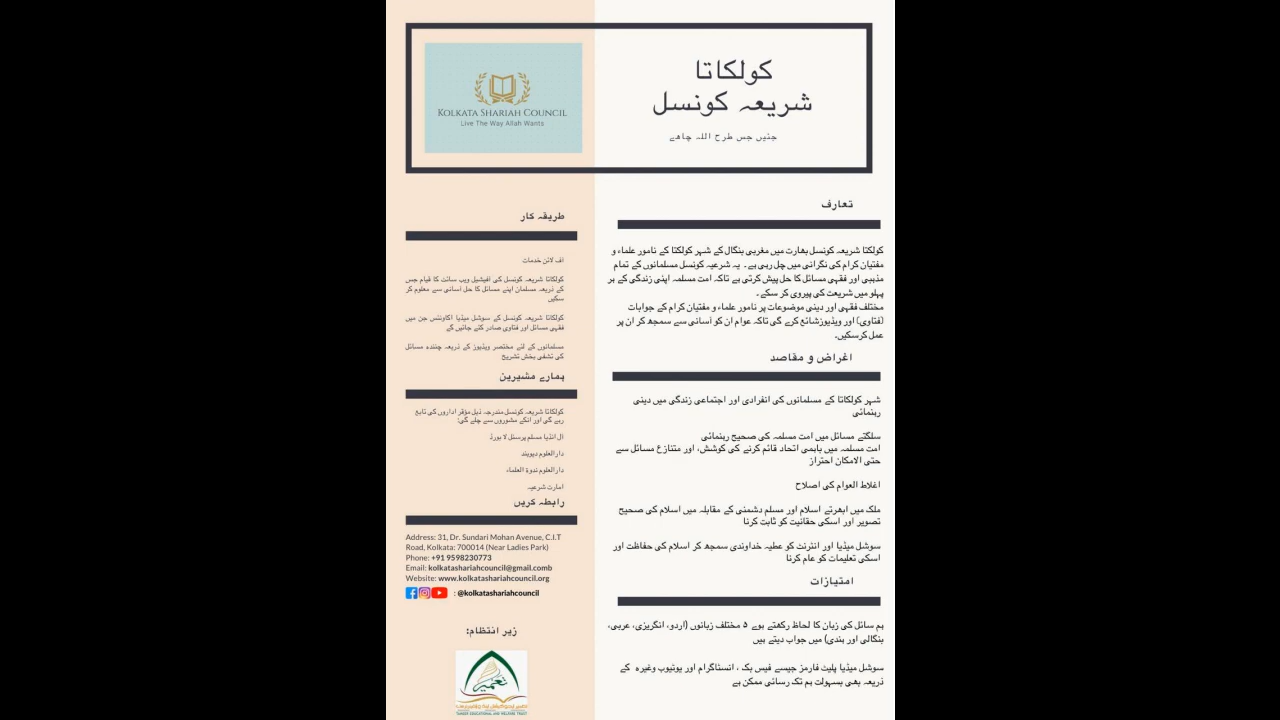 KOLKATA SHARIAH COUNCIL
Live The Way Allah Wants
کولکاتا
شریعہ کونسل
جئیں جس طرح اللہ چاهے
تعارف
کولکتا شریعہ کونسل بھارت میں مغربی بنگال کے شہر کولکتا کے نامور علماء و
مفتیان کرام کی نگرانی میں چل رہی ہے۔ یہ شرعیہ کونسل مسلمانوں کے تمام
مذہبی اور فقہی مسائل کا حل پیش کرتی ہے تاکہ امت مسلمہ اپنی زندگی کے ہر
پہلو میں شریعت کی پیروی کر سکے۔
مختلف فقہی اور دینی موضوعات پر نامور علماء و مفتیان کرام کے جوابات
(فتاوی) اور ویڈیوز شائع کرے گی تاکہ عوام ان کو آسانی سے سمجھ کر ان پر
عمل کرسکیں۔
اغراض و مقاصد
شہر کولکاتا کے مسلمانوں کی انفرادی اور اجتماعی زندگی میں دینی
رہنمائی
سلگتے مسائل میں امت مسلمہ کی صحیح رہنمائی
امت مسلمہ میں باہمی اتحاد قائم کرنے کی کوشش، اور متنازع مسائل سے
حتی الامکان احتراز
اغلاط العوام کی اصلاح
ملک میں ابھرتے اسلام اور مسلم دشمنی کے مقابلہ میں اسلام کی صحیح
تصویر اور اسکی حقانیت کو ثابت کرنا
سوشل میڈیا اور انٹرنت کو عطیہ خداوندی سمجھ کر اسلام کی حفاظت اور
اسکی تعلیمات کو عام کرنا
امتیازات
ہم سائل کی زبان کا لحاظ رکھتے ہوے ۵ مختلف زبانوں (اردو، انگریزی، عربی،
بنگالی اور ہندی) میں جواب دیتے ہیں
سوشل میڈیا پلیٹ فارمز جیسے فیس بک ، انسٹاگرام اور یوٹیوب وغیرہ کے
ذریعہ بھی بسہولت ہم تک رسائی ممکن ہے
طریقہ کار
اف لائن خدمات
کولکاتا شریعہ کونسل کی آفیشیل ویب سائٹ کا قیام جس
کے ذریعہ مسلمان اپنے مسائل کا حل آسانی سے معلوم کر
سکیں
کولکاتا شریعہ کونسل کے سوشل میڈیا اکاونٹس جن میں
فقہی مسائل اور فتاوی صادر کئے جائیں گے
مسلمانوں کے لئے مختصر ویڈیوز کے ذریعہ چنندہ مسائل
کی تشفی بخش تشریح
ہمارے مشیرین
کولکاتا شریعہ کونسل مندرجہ ذیل مؤقر اداروں کی تابع
رہے گی اور انکے مشوروں سے چلے گی:
ال انڈیا مسلم پرسنل لا بورڈ
دارالعلوم دیوبند
دارالعلوم ندوۃ العلماء
امارت شرعیہ
رابطہ کریں
Address: 31, Dr. Sundari Mohan Avenue, C.I.T
Road, Kolkata: 700014 (Near Ladies Park)
Phone: +91 9598230773
Email: kolkatashariahcouncil@gmail.comb
Website: www.kolkatashariahcouncil.org
: @kolkatashariahcouncil
زیر انتظام:
تعمیر
TAMEER EDUCATIONAL AND WELFARE TRUST